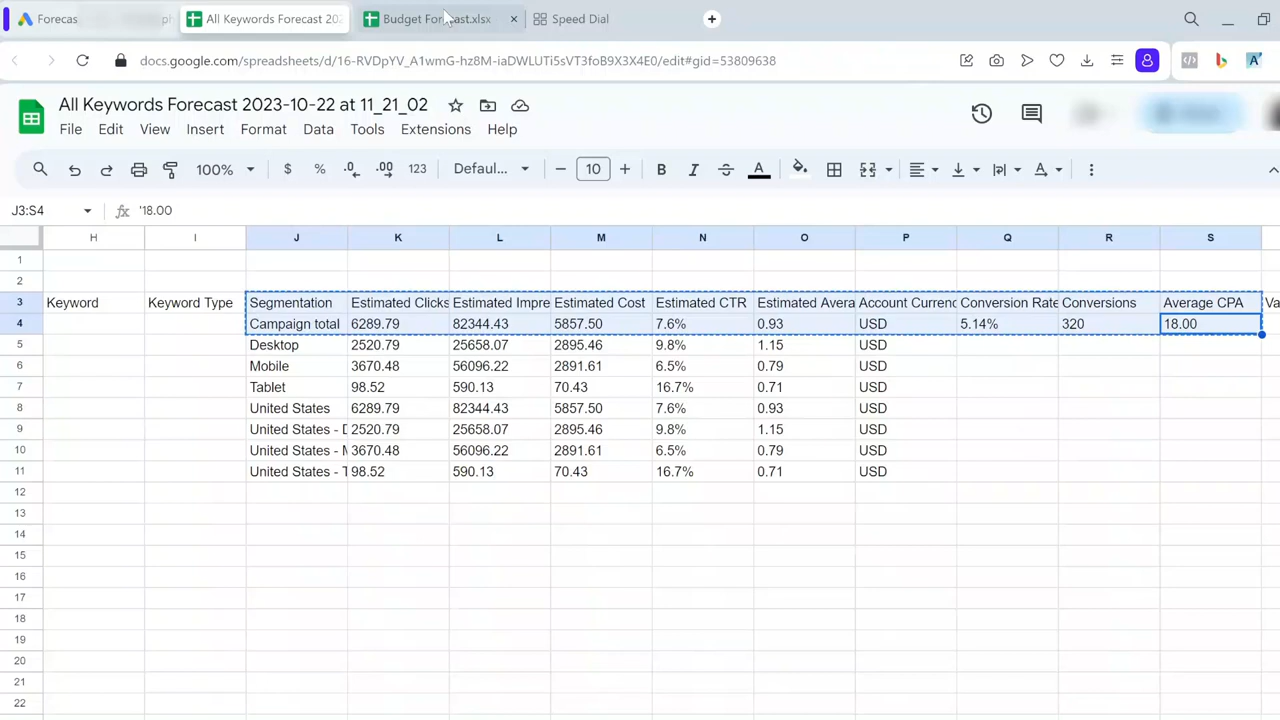 Forecas
All Keywords Forecast 202
Budget Forecast.xlsx
Speed Dial
docs.google.com/spreadsheets/d/16-RVDpYV_A1wmG-hz8M-iaDWLUTi5sVT3foB9X3X4E0/edit#gid=53809638
All Keywords Forecast 2023-10-22 at 11_21_02
File Edit View Insert Format Data Tools Extensions Help
100% $ % .0 .00 123 Defaul... 10 B I A
J3:S4 fx '18.00
H I J K L M N O P Q R S
1
2
3 Keyword Keyword Type Segmentation Estimated Clicks Estimated Impre Estimated Cost Estimated CTR Estimated Avera Account Currenc Conversion Rate Conversions Average CPA Va
4 Campaign total 6289.79 82344.43 5857.50 7.6% 0.93 USD 5.14% 320 18.00
5 Desktop 2520.79 25658.07 2895.46 9.8% 1.15 USD
6 Mobile 3670.48 56096.22 2891.61 6.5% 0.79 USD
7 Tablet 98.52 590.13 70.43 16.7% 0.71 USD
8 United States 6289.79 82344.43 5857.50 7.6% 0.93 USD
9 United States - D 2520.79 25658.07 2895.46 9.8% 1.15 USD
10 United States - M 3670.48 56096.22 2891.61 6.5% 0.79 USD
11 United States - T 98.52 590.13 70.43 16.7% 0.71 USD
12
13
14
15
16
17
18
19
20
21
22